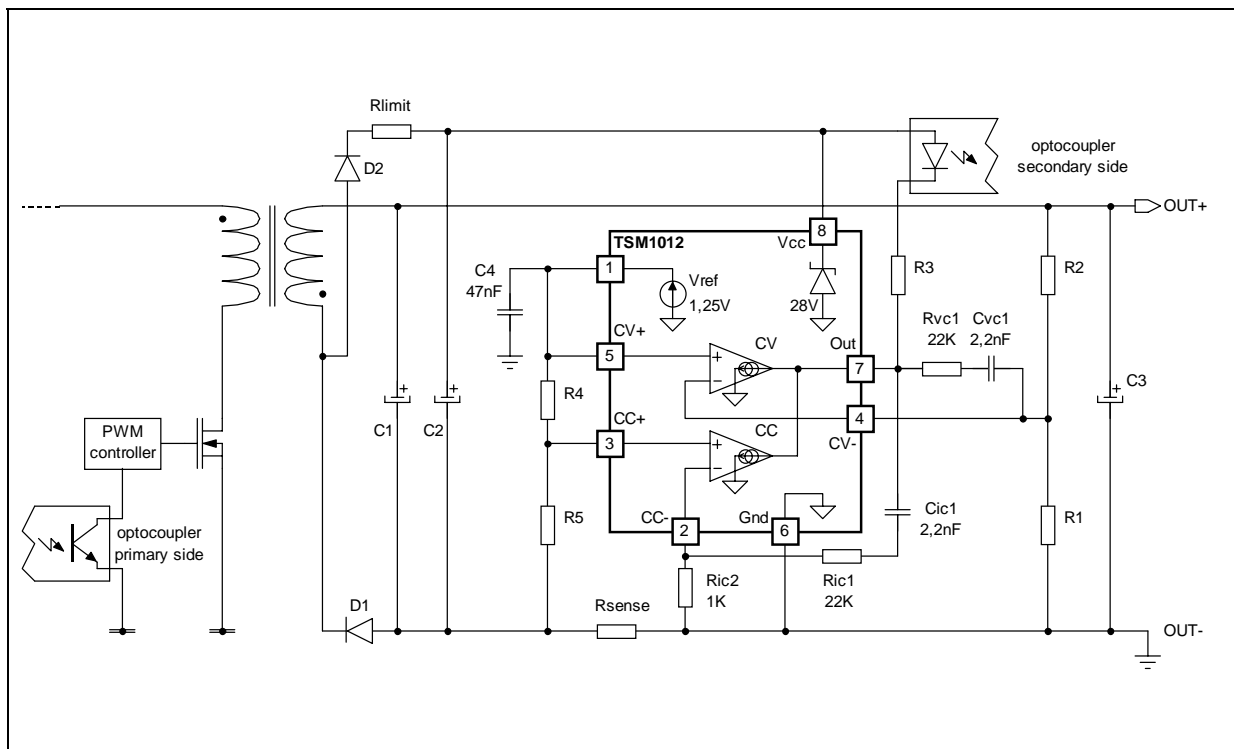 Rlimit
D2
optocoupler
secondary side
OUT+
TSM1012
8
Vcc
1
Vref
1,25V
28V
C4
47nF
R3
R2
Rvc1
22K
Cvc1
2,2nF
CV+
5
CV
Out
7
R4
C1
C2
C3
CC+
3
CC
4
CV-
PWM
controller
R5
CC-
2
Gnd
6
Cic1
2,2nF
R1
optocoupler
primary side
Ric2
1K
Ric1
22K
D1
Rsense
OUT-